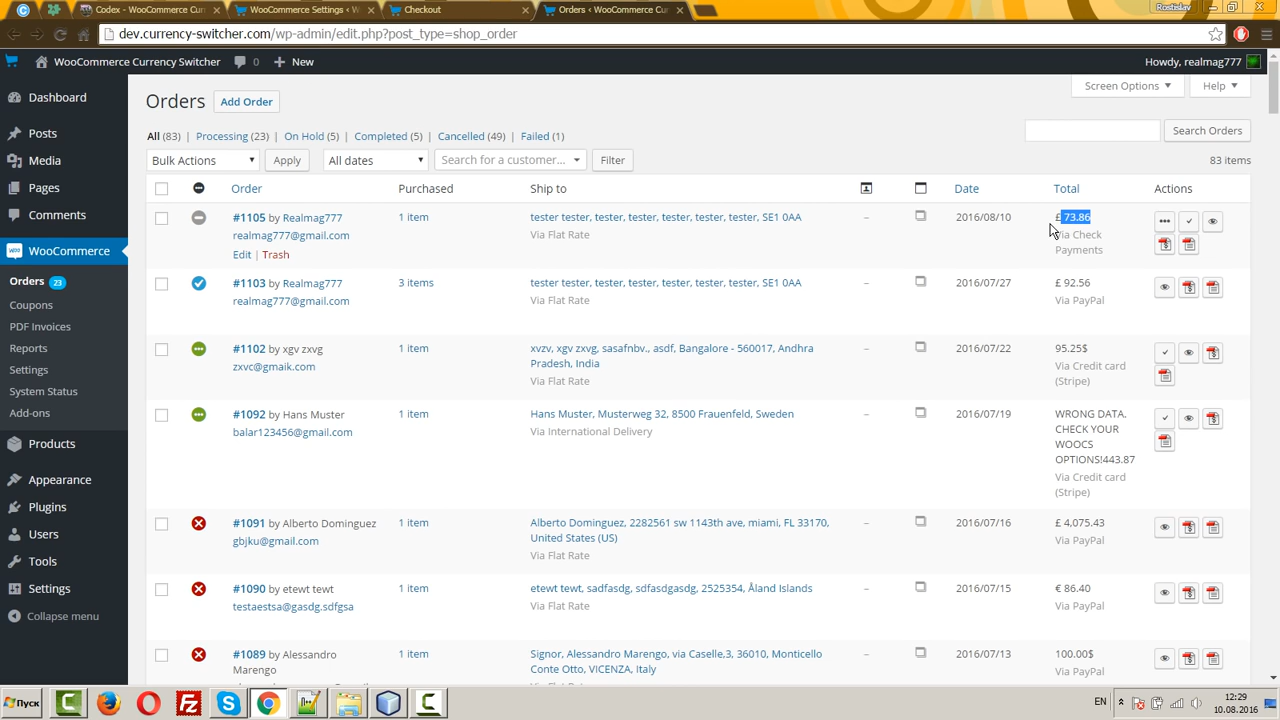 Codex - WooCommerce Curr
WooCommerce Settings < W
Checkout
Orders < WooCommerce Cur
Rostislav
dev.currency-switcher.com/wp-admin/edit.php?post_type=shop_order
WooCommerce Currency Switcher
0
New
Howdy, realmag777
Screen Options
Help
Dashboard
Posts
Media
Pages
Comments
WooCommerce
Orders 23
Coupons
PDF Invoices
Reports
Settings
System Status
Add-ons
Products
Appearance
Plugins
Users
Tools
Settings
Collapse menu
Orders
Add Order
All (83) | Processing (23) | On Hold (5) | Completed (5) | Cancelled (49) | Failed (1)
Search Orders
Bulk Actions
Apply
All dates
Search for a customer...
Filter
83 items
Order Purchased Ship to Date Total Actions
#1105 by Realmag777
realmag777@gmail.com
Edit | Trash
1 item
tester tester, tester, tester, tester, tester, tester, SE1 0AA
Via Flat Rate
–
2016/08/10
£ 73.86
Via Check
Payments
#1103 by Realmag777
realmag777@gmail.com
3 items
tester tester, tester, tester, tester, tester, tester, SE1 0AA
Via Flat Rate
–
2016/07/27
£ 92.56
Via PayPal
#1102 by xgv zxvg
zxvc@gmaik.com
1 item
xvzv, xgv zxvg, sasafnbv., asdf, Bangalore - 560017, Andhra
Pradesh, India
Via Flat Rate
–
2016/07/22
95.25$
Via Credit card
(Stripe)
#1092 by Hans Muster
balar123456@gmail.com
1 item
Hans Muster, Musterweg 32, 8500 Frauenfeld, Sweden
Via International Delivery
–
2016/07/19
WRONG DATA.
CHECK YOUR
WOOCS
OPTIONS!443.87
Via Credit card
(Stripe)
#1091 by Alberto Dominguez
gbjku@gmail.com
1 item
Alberto Dominguez, 2282561 sw 1143th ave, miami, FL 33170,
United States (US)
Via Flat Rate
–
2016/07/16
£ 4,075.43
Via PayPal
#1090 by etewt tewt
testaestsa@gasdg.sdfgsa
1 item
etewt tewt, sadfasdg, sdfasdgasdg, 2525354, Åland Islands
Via Flat Rate
–
2016/07/15
€ 86.40
Via PayPal
#1089 by Alessandro
Marengo
1 item
Signor, Alessandro Marengo, via Caselle,3, 36010, Monticello
Conte Otto, VICENZA, Italy
–
2016/07/13
100.00$
Via PayPal
Пуск
EN
12:29
10.08.2016